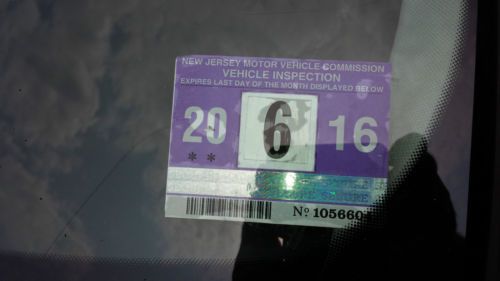 NEW JERSEY MOTOR VEHICLE COMMISSION
VEHICLE INSPECTION
EXPIRES LAST DAY OF THE MONTH DISPLAYED BELOW
20 6 16
**
SECURE
No 105660